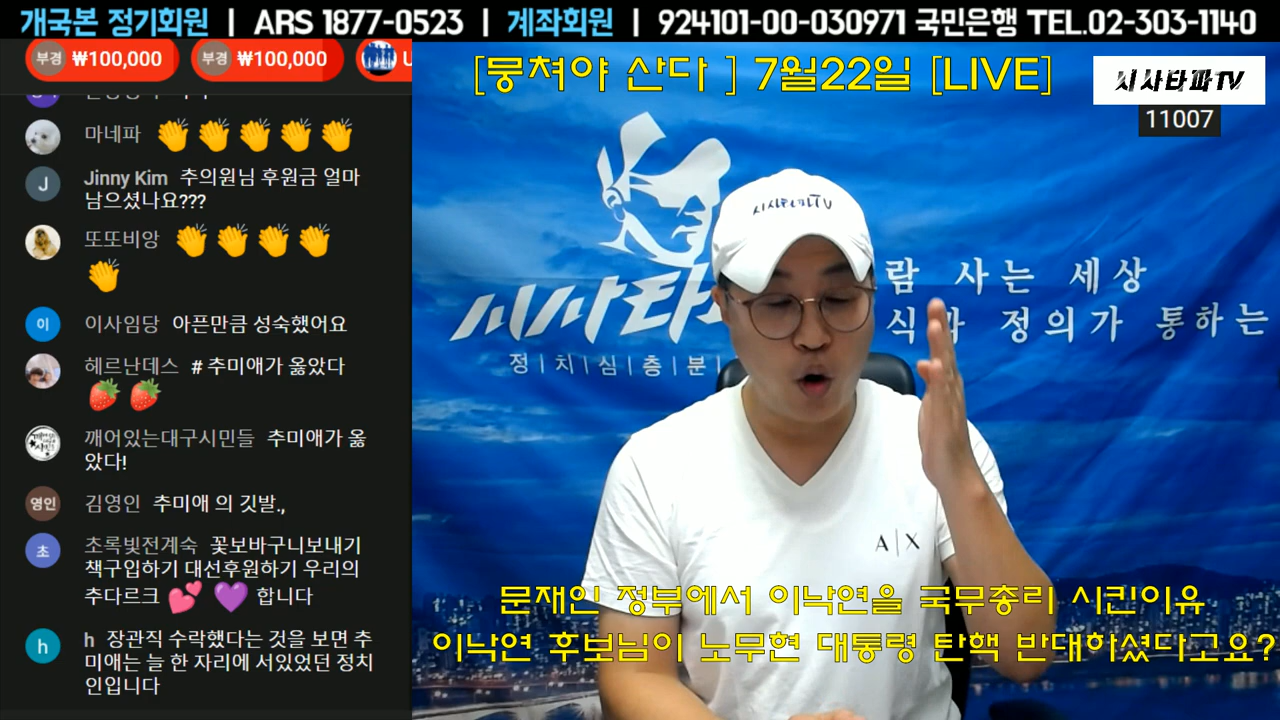 개국본 정기회원 | ARS 1877-0523 | 계좌회원 | 924101-00-030971 국민은행 TEL.02-303-1140
부경 ₩100,000 부경 ₩100,000 U
마네파 👏👏👏👏👏
J Jinny Kim 추의원님 후원금 얼마
남으셨나요???
또또비앙 👏👏👏👏
👏
이 이사임당 아픈만큼 성숙했어요
헤르난데스 # 추미애가 옳았다
🍓🍓
깨어있는대구시민들 추미애가 옳
았다!
영인 김영인 추미애 의 깃발.,
초 초록빛전계숙 꽃보바구니보내기
책구입하기 대선후원하기 우리의
추다르크 💕 💜 합니다
h h 장관직 수락했다는 것을 보면 추
미애는 늘 한 자리에 서있었던 정치
인입니다
[뭉쳐야 산다 ] 7월22일 [LIVE]
시사타파TV
11007
시사타파TV
시사타
정|치|심|층|분|
람 사는 세상
식과 정의가 통하는
A|X
문재인 정부에서 이낙연을 국무총리 시킨이유
이낙연 후보님이 노무현 대통령 탄핵 반대하셨다고요?